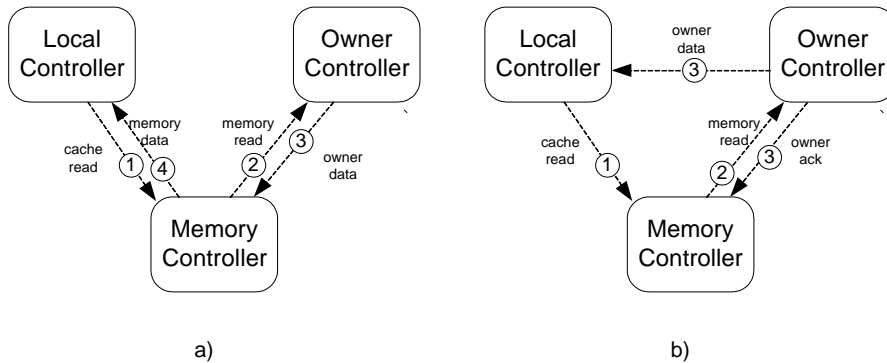 Local
Controller
Owner
Controller
memory
data
memory
read
cache
read
1
4
2
3
owner
data
Memory
Controller
a)
Local
Controller
owner
data
3
Owner
Controller
cache
read
1
memory
read
2
3
owner
ack
Memory
Controller
b)